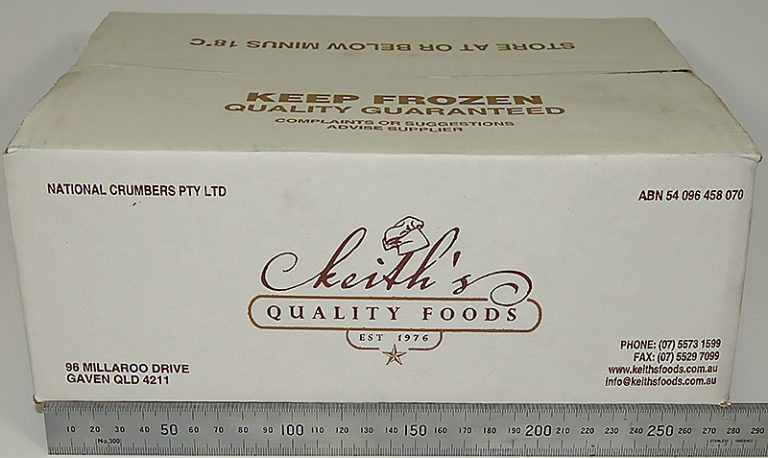 STORE AT OR BELOW MINUS 18°C
KEEP FROZEN
QUALITY GUARANTEED
COMPLAINTS OR SUGGESTIONS
ADVISE SUPPLIER
NATIONAL CRUMBERS PTY LTD
ABN 54 096 458 070
keith's
QUALITY FOODS
EST 1976
96 MILLAROO DRIVE
GAVEN QLD 4211
PHONE: (07) 5573 1599
FAX: (07) 5529 7099
www.keithsfoods.com.au
info@keithsfoods.com.au
10 20 30 40 50 60 70 80 90 100 110 120 130 140 150 160 170 180 190 200 210 220 230 240 250 260 270 280 290
No.300
STAINLESS HARDENED